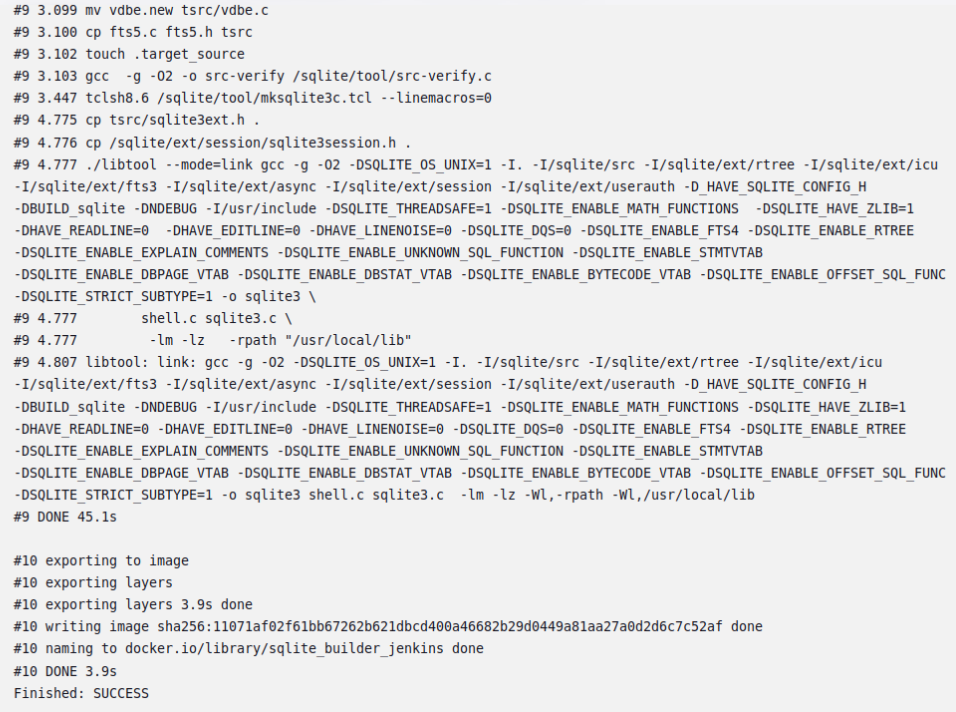 #9 3.099 mv vdbe.new tsrc/vdbe.c
#9 3.100 cp fts5.c fts5.h tsrc
#9 3.102 touch .target_source
#9 3.103 gcc  -g -O2 -o src-verify /sqlite/tool/src-verify.c
#9 3.447 tclsh8.6 /sqlite/tool/mksqlite3c.tcl --linemacros=0
#9 4.775 cp tsrc/sqlite3ext.h .
#9 4.776 cp /sqlite/ext/session/sqlite3session.h .
#9 4.777 ./libtool --mode=link gcc -g -O2 -DSQLITE_OS_UNIX=1 -I. -I/sqlite/src -I/sqlite/ext/rtree -I/sqlite/ext/icu
-I/sqlite/ext/fts3 -I/sqlite/ext/async -I/sqlite/ext/session -I/sqlite/ext/userauth -D_HAVE_SQLITE_CONFIG_H
-DBUILD_sqlite -DNDEBUG -I/usr/include -DSQLITE_THREADSAFE=1 -DSQLITE_ENABLE_MATH_FUNCTIONS  -DSQLITE_HAVE_ZLIB=1
-DHAVE_READLINE=0  -DHAVE_EDITLINE=0 -DHAVE_LINENOISE=0 -DSQLITE_DQS=0 -DSQLITE_ENABLE_FTS4 -DSQLITE_ENABLE_RTREE
-DSQLITE_ENABLE_EXPLAIN_COMMENTS -DSQLITE_ENABLE_UNKNOWN_SQL_FUNCTION -DSQLITE_ENABLE_STMTVTAB
-DSQLITE_ENABLE_DBPAGE_VTAB -DSQLITE_ENABLE_DBSTAT_VTAB -DSQLITE_ENABLE_BYTECODE_VTAB -DSQLITE_ENABLE_OFFSET_SQL_FUNC
-DSQLITE_STRICT_SUBTYPE=1 -o sqlite3 \
#9 4.777        shell.c sqlite3.c \
#9 4.777         -lm -lz   -rpath "/usr/local/lib"
#9 4.807 libtool: link: gcc -g -O2 -DSQLITE_OS_UNIX=1 -I. -I/sqlite/src -I/sqlite/ext/rtree -I/sqlite/ext/icu
-I/sqlite/ext/fts3 -I/sqlite/ext/async -I/sqlite/ext/session -I/sqlite/ext/userauth -D_HAVE_SQLITE_CONFIG_H
-DBUILD_sqlite -DNDEBUG -I/usr/include -DSQLITE_THREADSAFE=1 -DSQLITE_ENABLE_MATH_FUNCTIONS -DSQLITE_HAVE_ZLIB=1
-DHAVE_READLINE=0 -DHAVE_EDITLINE=0 -DHAVE_LINENOISE=0 -DSQLITE_DQS=0 -DSQLITE_ENABLE_FTS4 -DSQLITE_ENABLE_RTREE
-DSQLITE_ENABLE_EXPLAIN_COMMENTS -DSQLITE_ENABLE_UNKNOWN_SQL_FUNCTION -DSQLITE_ENABLE_STMTVTAB
-DSQLITE_ENABLE_DBPAGE_VTAB -DSQLITE_ENABLE_DBSTAT_VTAB -DSQLITE_ENABLE_BYTECODE_VTAB -DSQLITE_ENABLE_OFFSET_SQL_FUNC
-DSQLITE_STRICT_SUBTYPE=1 -o sqlite3 shell.c sqlite3.c  -lm -lz -Wl,-rpath -Wl,/usr/local/lib
#9 DONE 45.1s

#10 exporting to image
#10 exporting layers
#10 exporting layers 3.9s done
#10 writing image sha256:11071af02f61bb67262b621dbcd400a46682b29d0449a81aa27a0d2d6c7c52af done
#10 naming to docker.io/library/sqlite_builder_jenkins done
#10 DONE 3.9s
Finished: SUCCESS